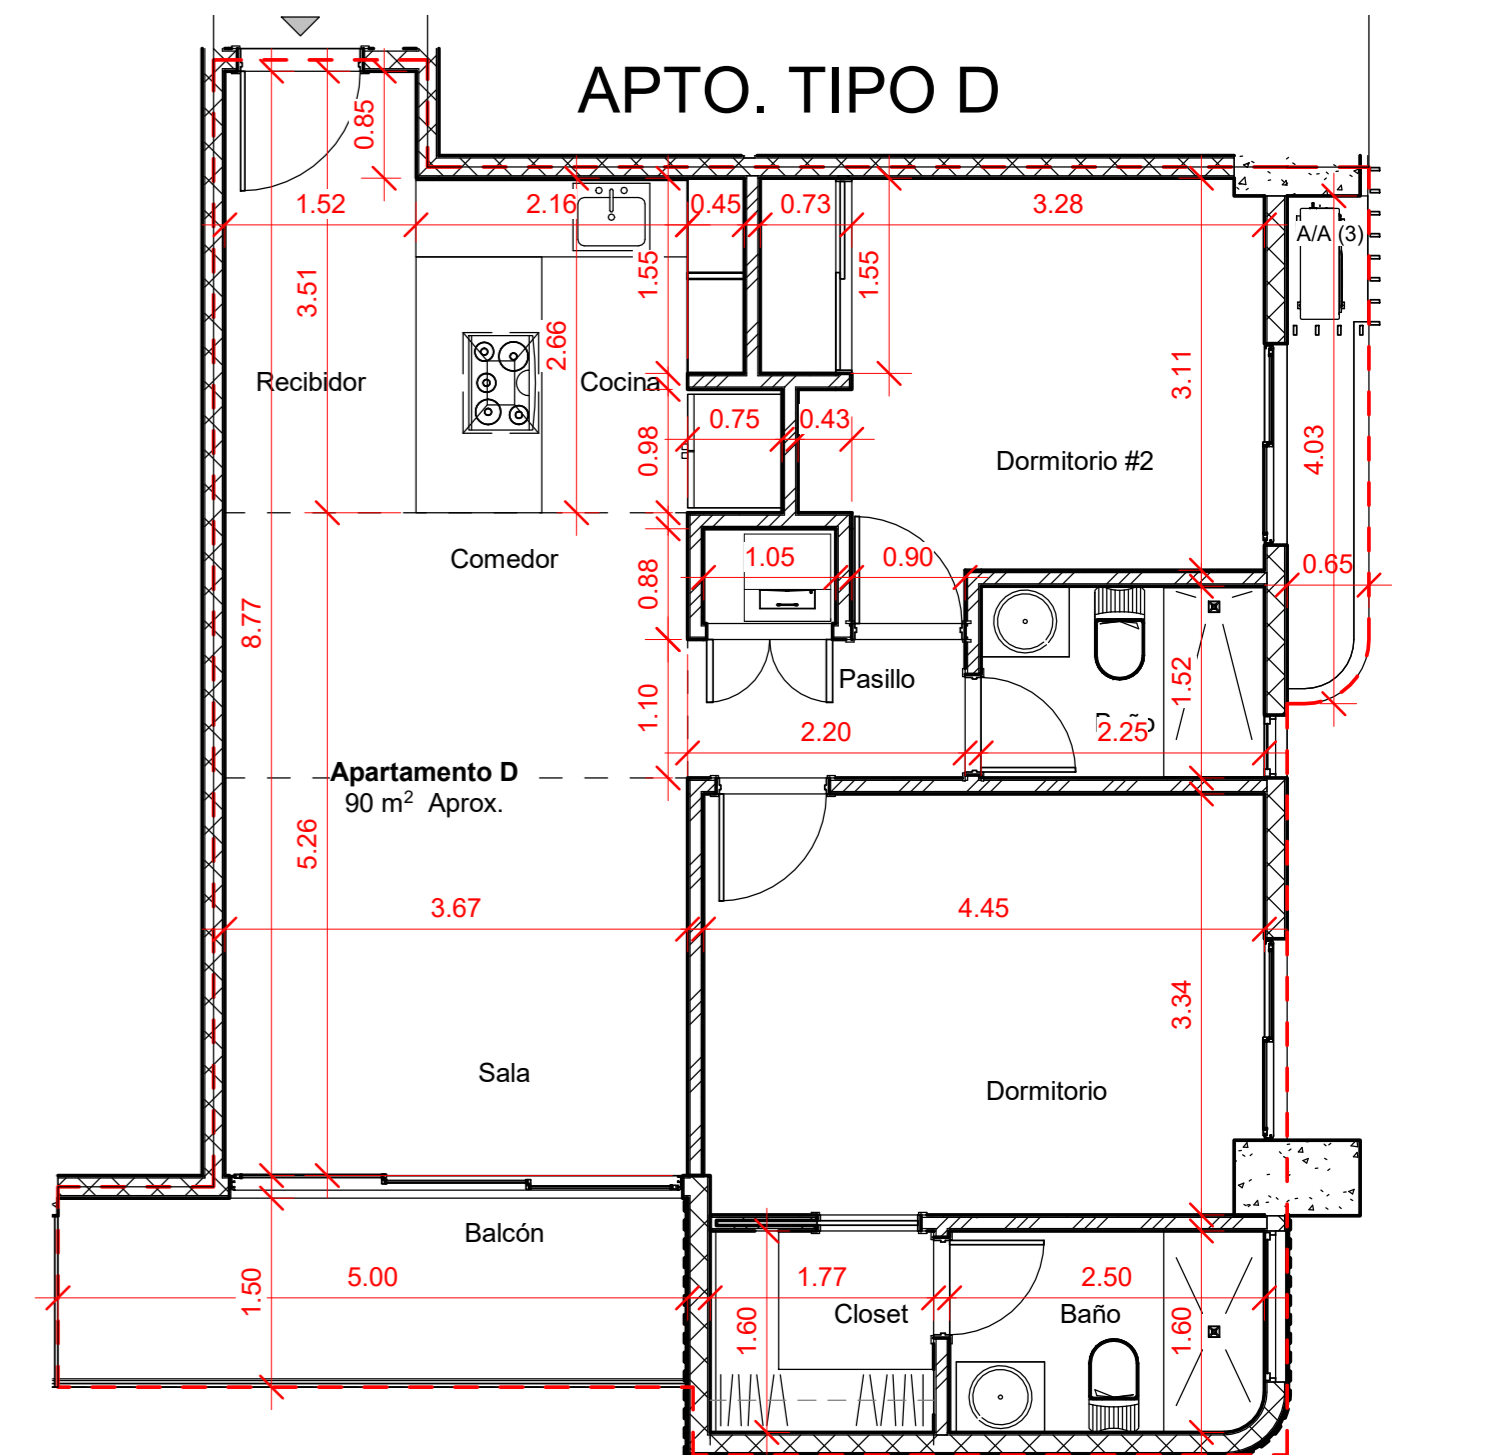 APTO. TIPO D
0.85
1.52
2.16
0.45
0.73
3.28
A/A (3)
3.51
1.55
1.55
2.66
3.11
Recibidor
Cocina
0.75
0.43
0.98
4.03
Dormitorio #2
Comedor
1.05
0.90
0.65
0.88
8.77
Pasillo
1.52
1.10
2.20
2.25
Apartamento D
90 m² Aprox.
5.26
3.67
4.45
3.34
Sala
Dormitorio
Balcón
5.00
1.50
1.77
2.50
Closet
Baño
1.60
1.60